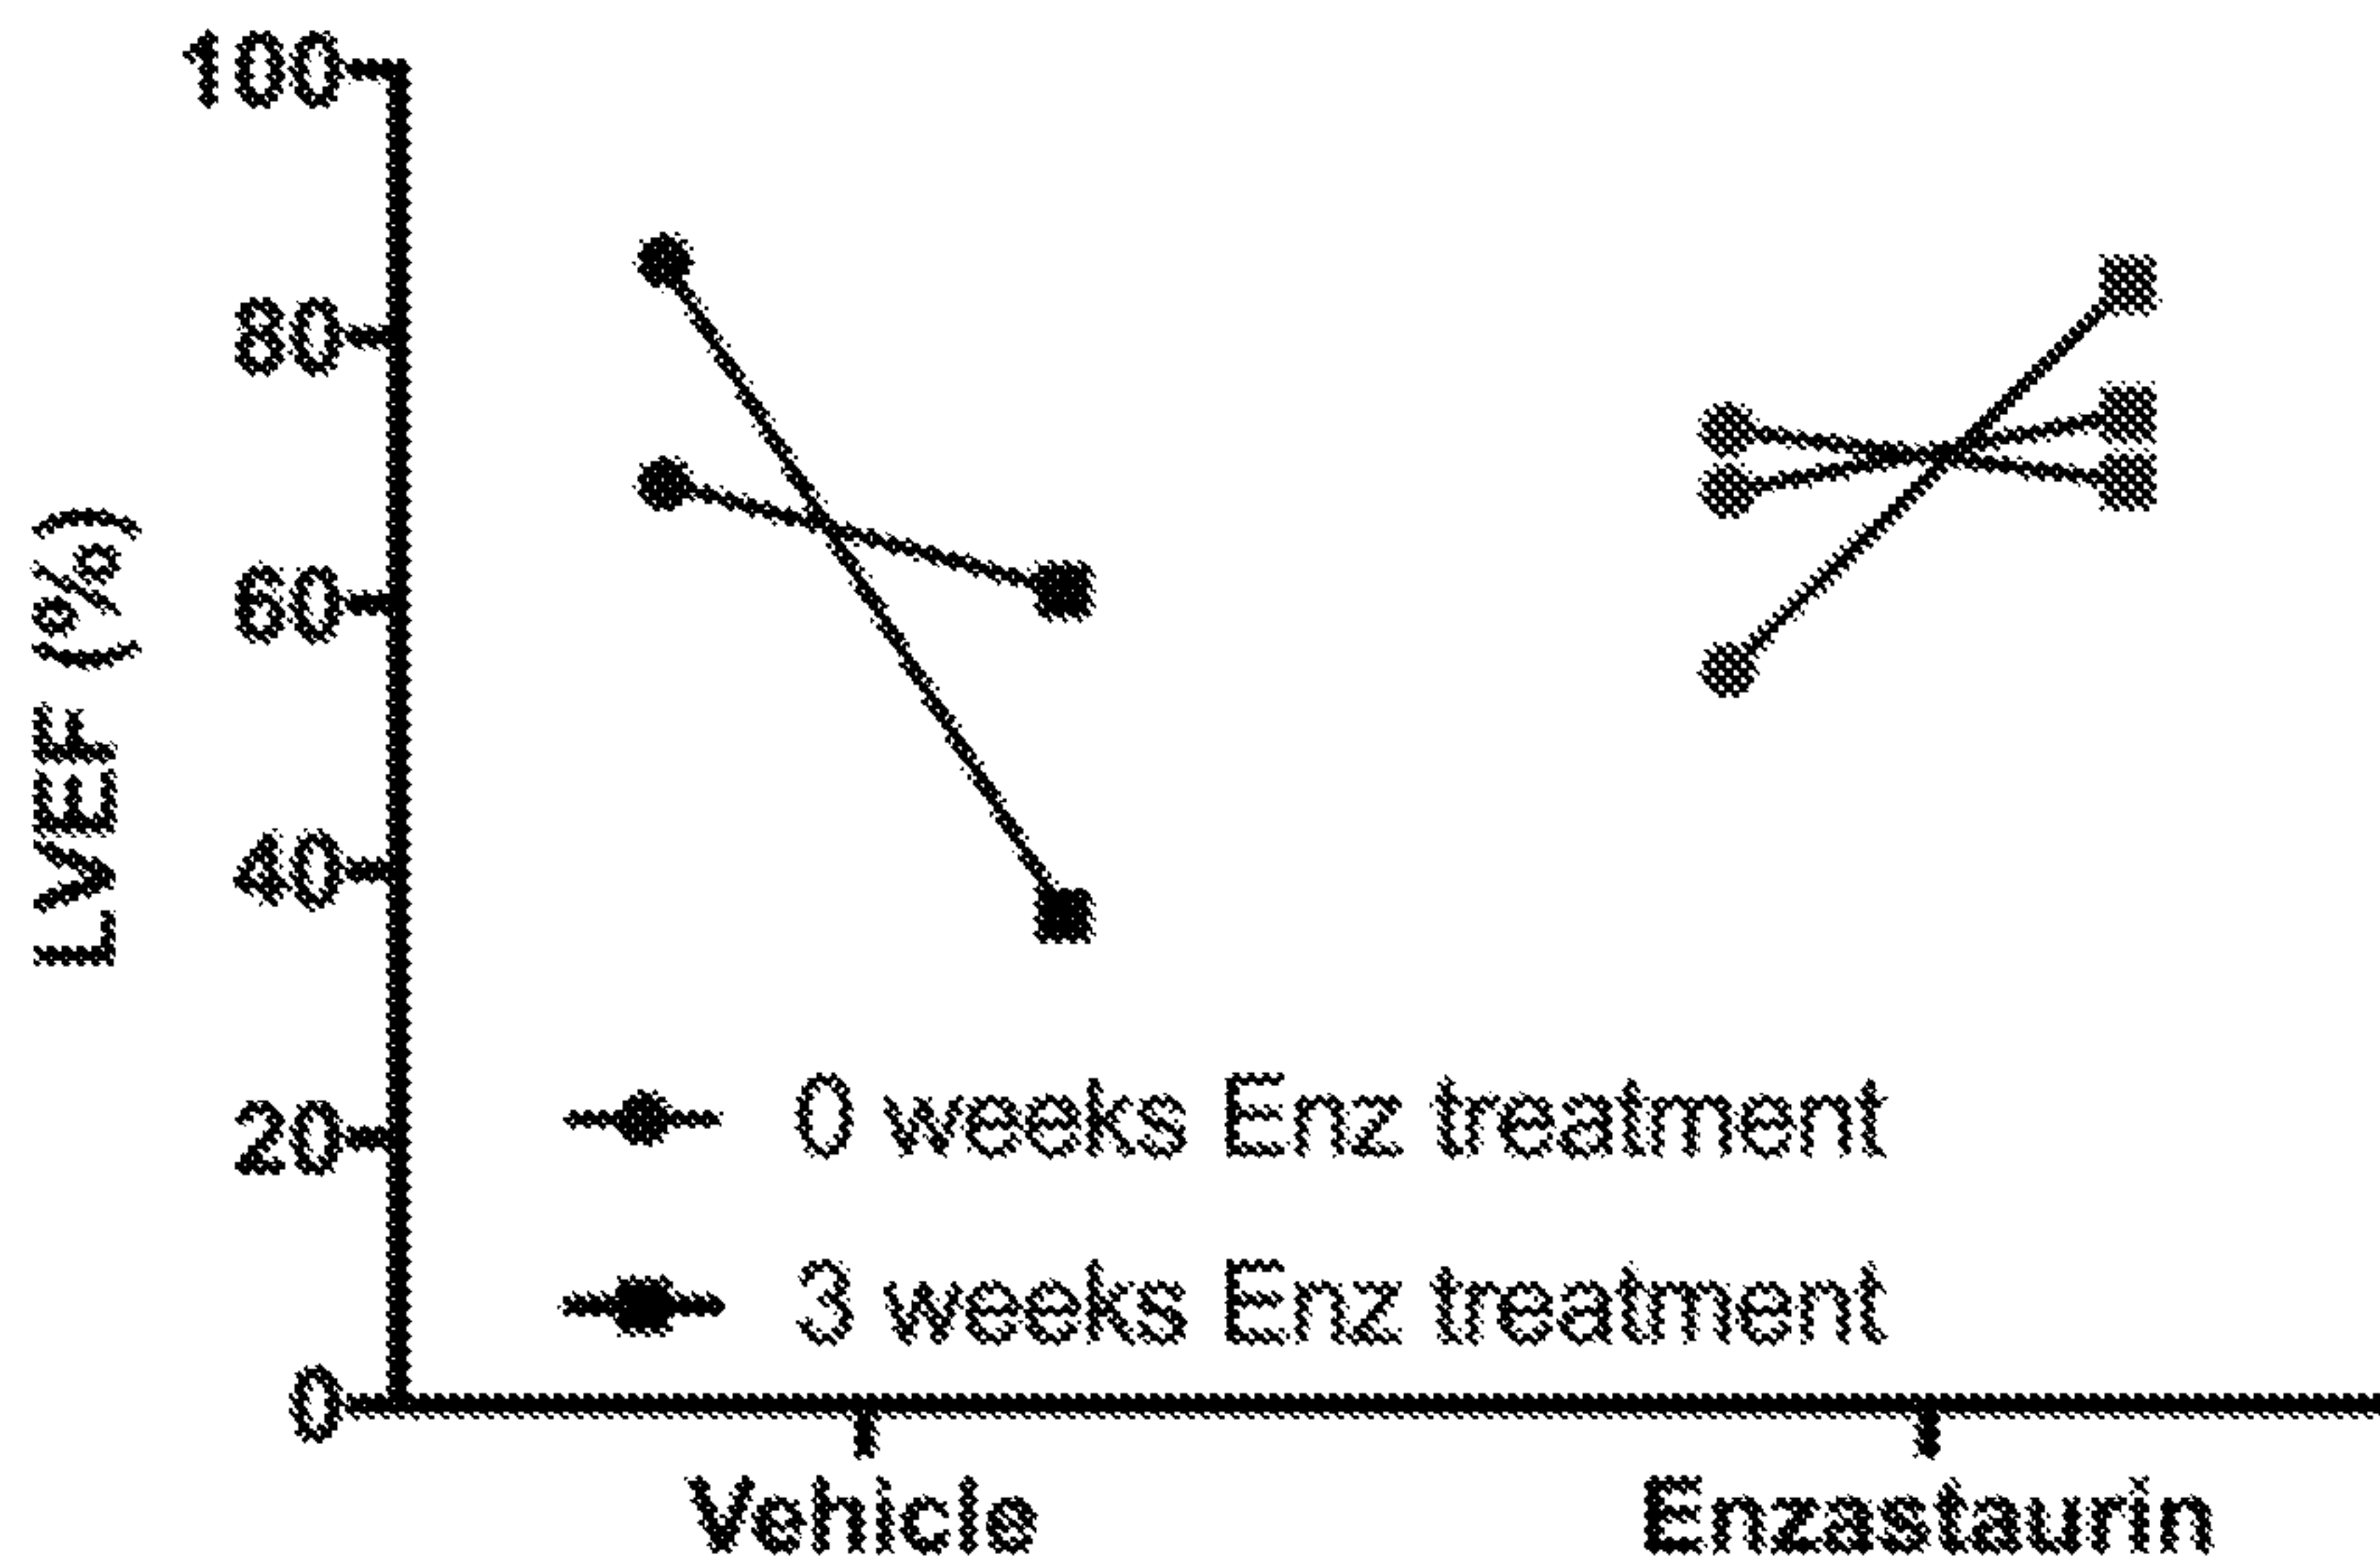 100
80
60
40
20
0
LVEF (%)
0 weeks Enz treatment
3 weeks Enz treatment
Vehicle
Enzastaurin